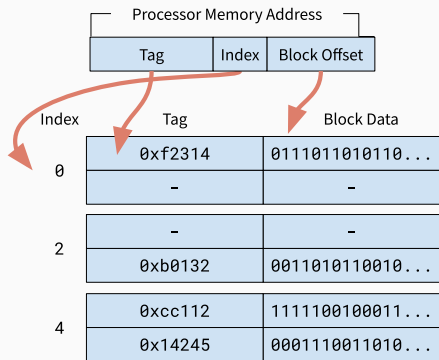 Processor Memory Address
Tag Index Block Offset
Index Tag Block Data
0 0xf2314 0111011010110...
- -
2 - -
0xb0132 0011010110010...
4 0xcc112 1111100100011...
0x14245 0001110011010...